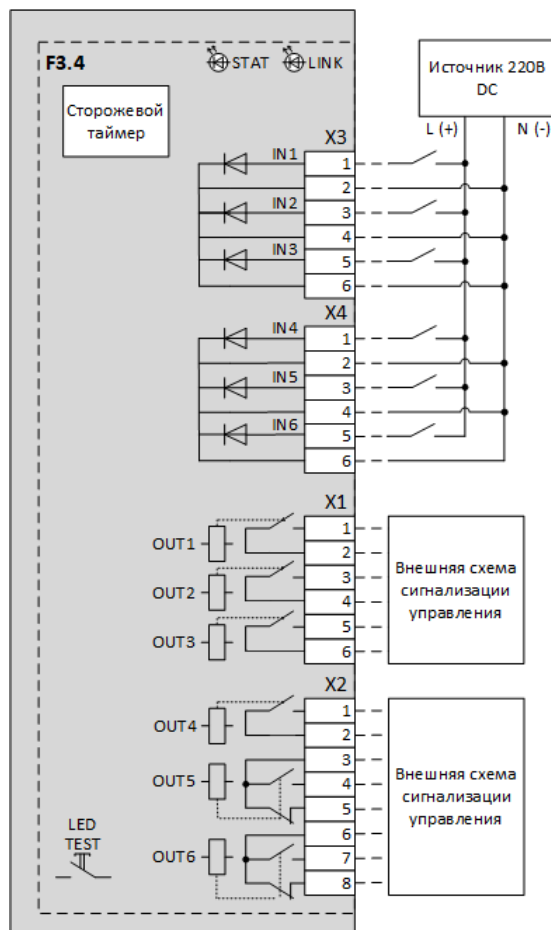 F3.4
STAT
LINK
Источник 220В
DC
Сторожевой
таймер
L (+)
N (-)
X3
IN1
1
2
IN2
3
4
IN3
5
6
X4
IN4
1
2
IN5
3
4
IN6
5
6
X1
OUT1
1
2
OUT2
3
4
OUT3
5
6
Внешняя схема
сигнализации
управления
X2
OUT4
1
2
3
OUT5
4
5
6
OUT6
7
8
Внешняя схема
сигнализации
управления
LED
TEST